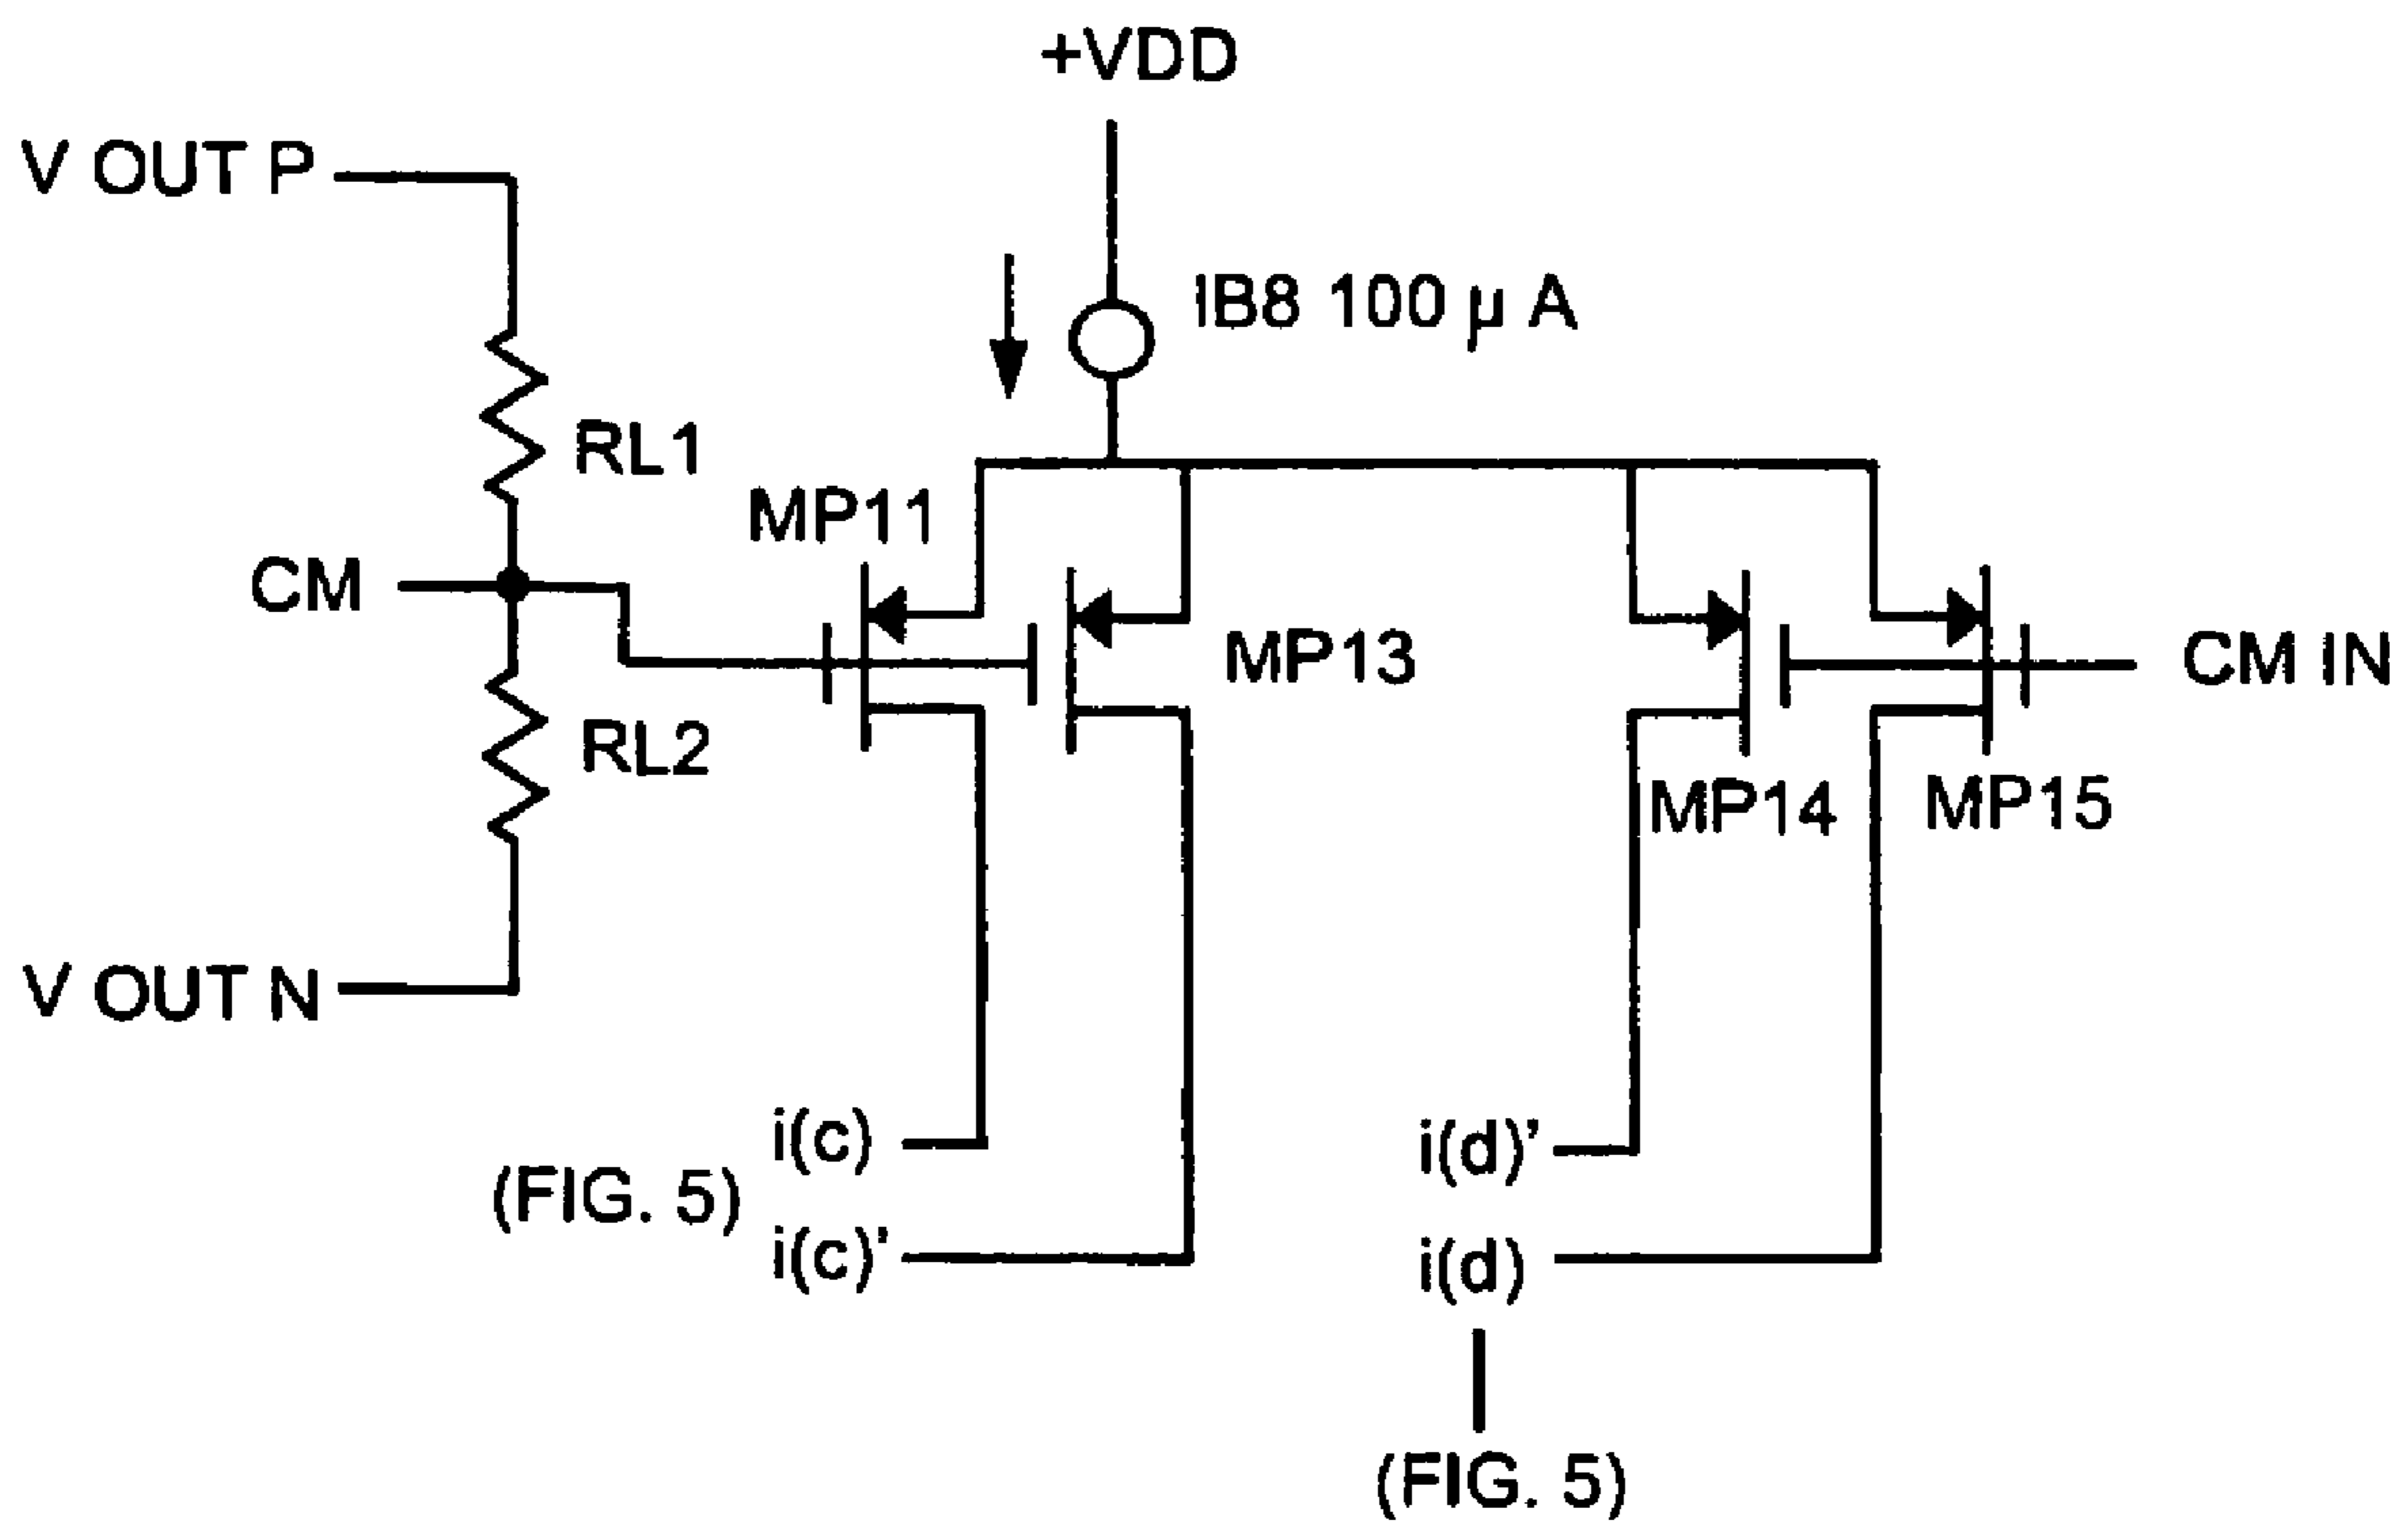 +VDD
V OUT P
IB8 100 µ A
RL1
MP11
CM
MP13
CM IN
RL2
MP14
MP15
V OUT N
i(c)
i(d)’
(FIG. 5)
i(c)’
i(d)
(FIG. 5)